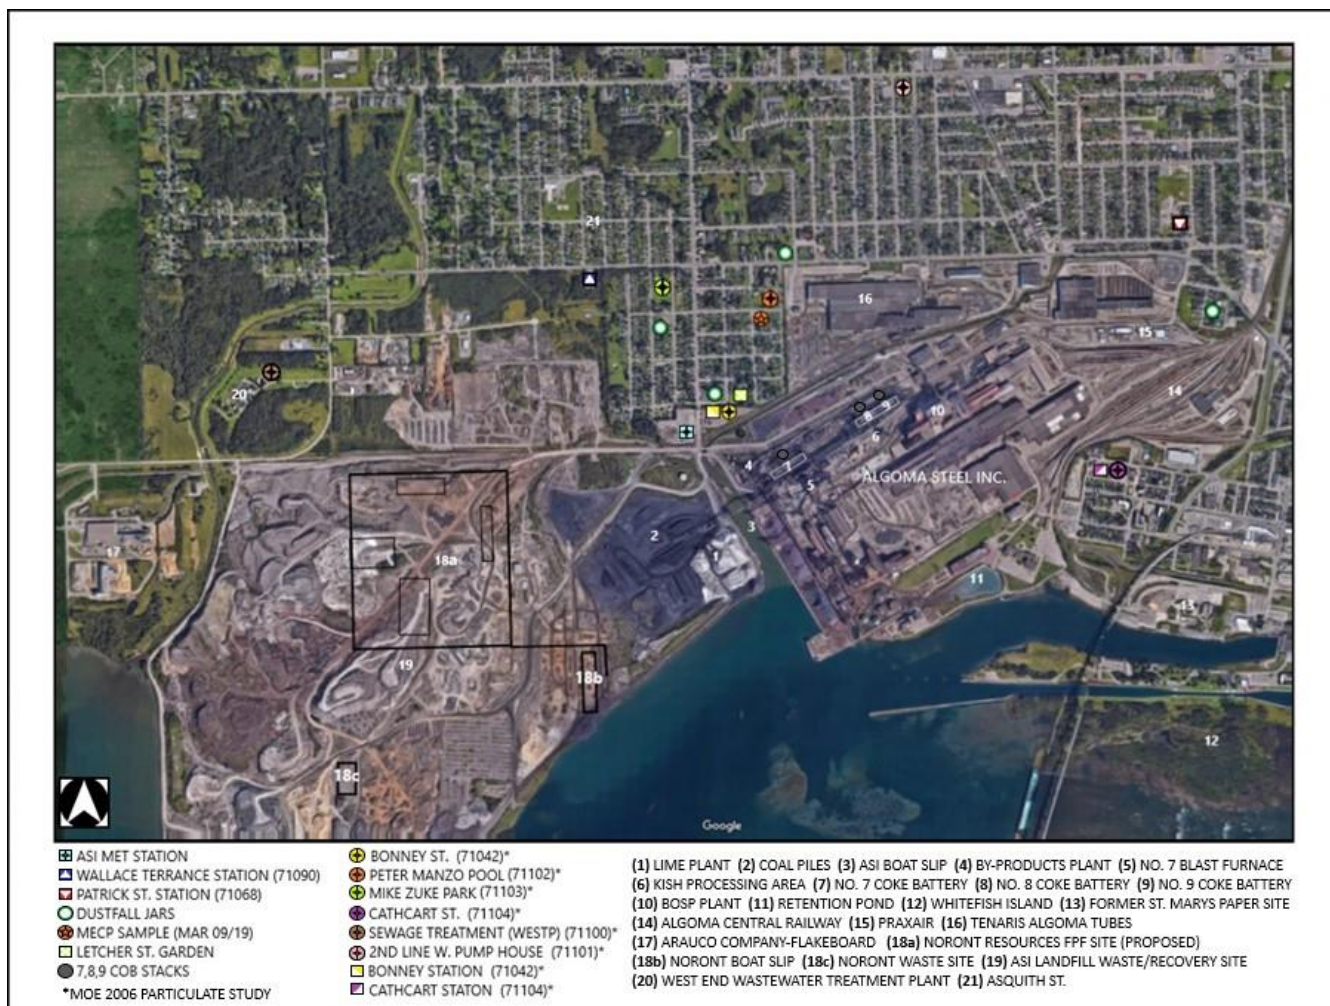 21
16
15
20
14
8
9
10
6
7
4
ALGOMA STEEL INC.
5
3
2
1
17
18a
11
13
19
18b
12
18c
Google
ASI MET STATION
WALLACE TERRANCE STATION (71090)
PATRICK ST. STATION (71068)
DUSTFALL JARS
MECP SAMPLE (MAR 09/19)
LETCHER ST. GARDEN
7,8,9 COB STACKS
*MOE 2006 PARTICULATE STUDY
BONNEY ST. (71042)*
PETER MANZO POOL (71102)*
MIKE ZUKE PARK (71103)*
CATHCART ST. (71104)*
SEWAGE TREATMENT (WESTP) (71100)*
2ND LINE W. PUMP HOUSE (71101)*
BONNEY STATION (71042)*
CATHCART STATON (71104)*
(1) LIME PLANT (2) COAL PILES (3) ASI BOAT SLIP (4) BY-PRODUCTS PLANT (5) NO. 7 BLAST FURNACE
(6) KISH PROCESSING AREA (7) NO. 7 COKE BATTERY (8) NO. 8 COKE BATTERY (9) NO. 9 COKE BATTERY
(10) BOSP PLANT (11) RETENTION POND (12) WHITEFISH ISLAND (13) FORMER ST. MARYS PAPER SITE
(14) ALGOMA CENTRAL RAILWAY (15) PRAXAIR (16) TENARIS ALGOMA TUBES
(17) ARAUCO COMPANY-FLAKEBOARD (18a) NORONT RESOURCES FPF SITE (PROPOSED)
(18b) NORONT BOAT SLIP (18c) NORONT WASTE SITE (19) ASI LANDFILL WASTE/RECOVERY SITE
(20) WEST END WASTEWATER TREATMENT PLANT (21) ASQUITH ST.